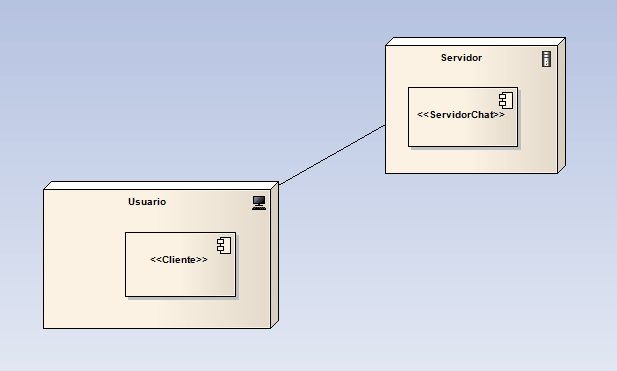 Servidor
<<ServidorChat>>
Usuario
<<Cliente>>